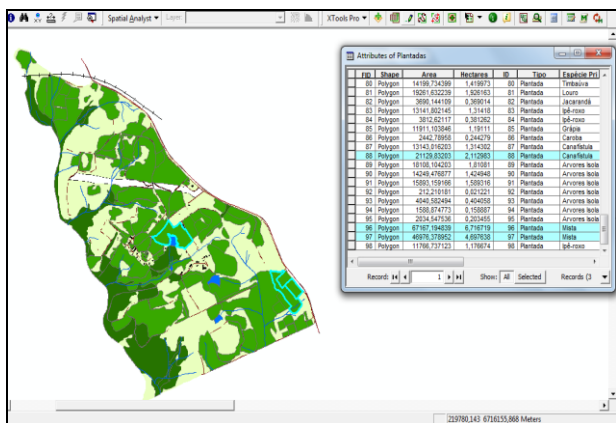 Spatial Analyst Layer: XTools Pro
Attributes of Plantadas
FID Shape Area Hectares ID Tipo Espécie Pri
80 Polygon 14199,734399 1,419973 80 Plantada Timbaúva
81 Polygon 19261,632239 1,926163 81 Plantada Louro
82 Polygon 3690,144109 0,369014 82 Plantada Jacarandá
83 Polygon 13141,802145 1,31418 83 Plantada Ipê-roxo
84 Polygon 3812,62117 0,381262 84 Plantada Ipê-roxo
85 Polygon 11911,103846 1,19111 85 Plantada Grápia
86 Polygon 2442,78958 0,244279 86 Plantada Caroba
87 Polygon 13143,016203 1,314302 87 Plantada Canafístula
88 Polygon 21129,83203 2,112983 88 Plantada Canafístula
89 Polygon 18108,104203 1,81081 89 Plantada Arvores isola
90 Polygon 14249,476877 1,424948 90 Plantada Arvores isola
91 Polygon 15893,159166 1,589316 91 Plantada Arvores isola
92 Polygon 212,210181 0,021221 92 Plantada Arvores isola
93 Polygon 4040,582494 0,404058 93 Plantada Arvores isola
94 Polygon 1588,874773 0,158887 94 Plantada Arvores isola
95 Polygon 2034,547536 0,203455 95 Plantada Arvores isola
96 Polygon 67167,194839 6,716719 96 Plantada Mista
97 Polygon 46976,378952 4,697638 97 Plantada Mista
98 Polygon 11766,737123 1,176674 98 Plantada Ipê-roxo
Record: 1 Show: All Selected Records (3
219780,143 6716155,868 Meters